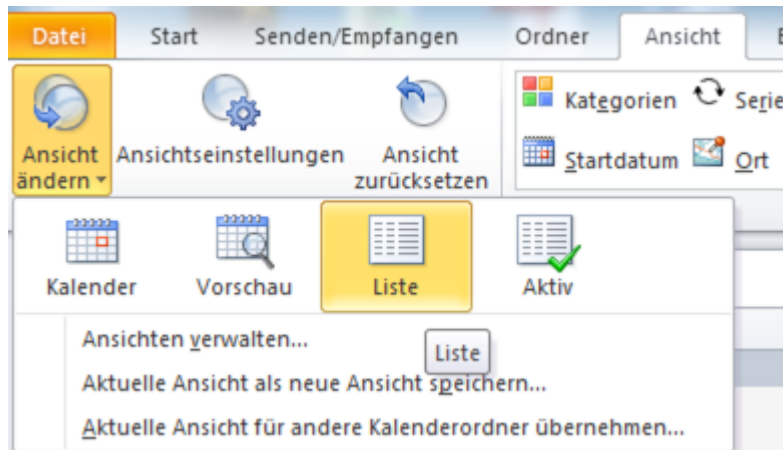 Datei Start Senden/Empfangen Ordner Ansicht
Kategorien Serie
Ansicht ändern Ansichtseinstellungen Ansicht zurücksetzen Startdatum Ort
Kalender Vorschau Liste Aktiv
Ansichten verwalten...
Liste
Aktuelle Ansicht als neue Ansicht speichern...
Aktuelle Ansicht für andere Kalenderordner übernehmen...